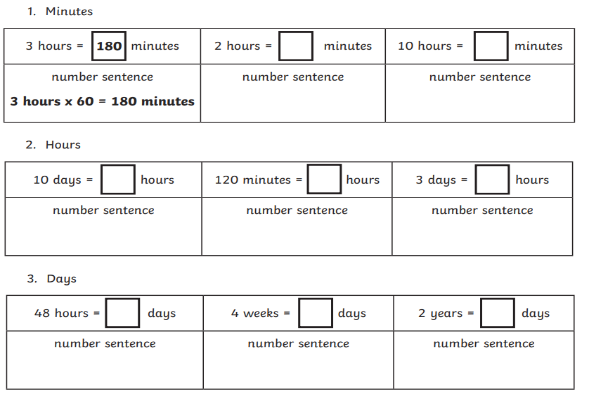 1. Minutes
3 hours = 180 minutes 2 hours = minutes 10 hours = minutes
number sentence number sentence number sentence
3 hours x 60 = 180 minutes
2. Hours
10 days = hours 120 minutes = hours 3 days = hours
number sentence number sentence number sentence
3. Days
48 hours = days 4 weeks = days 2 years = days
number sentence number sentence number sentence